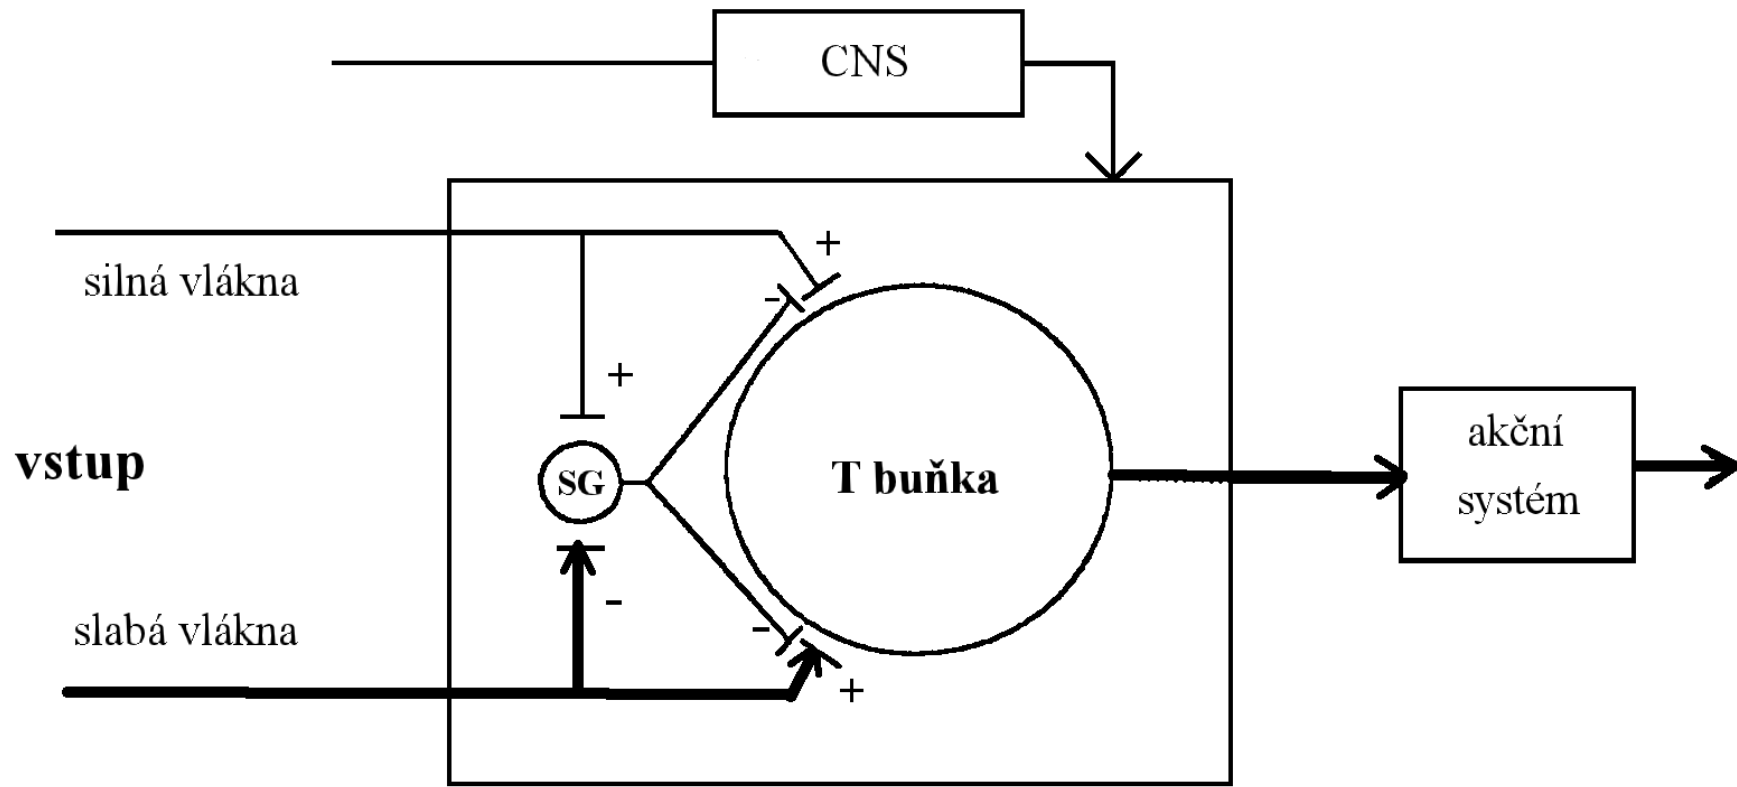 CNS
+
silná vlákna
-
+
vstup
SG
T buňka
akční
systém
-
slabá vlákna
-
+